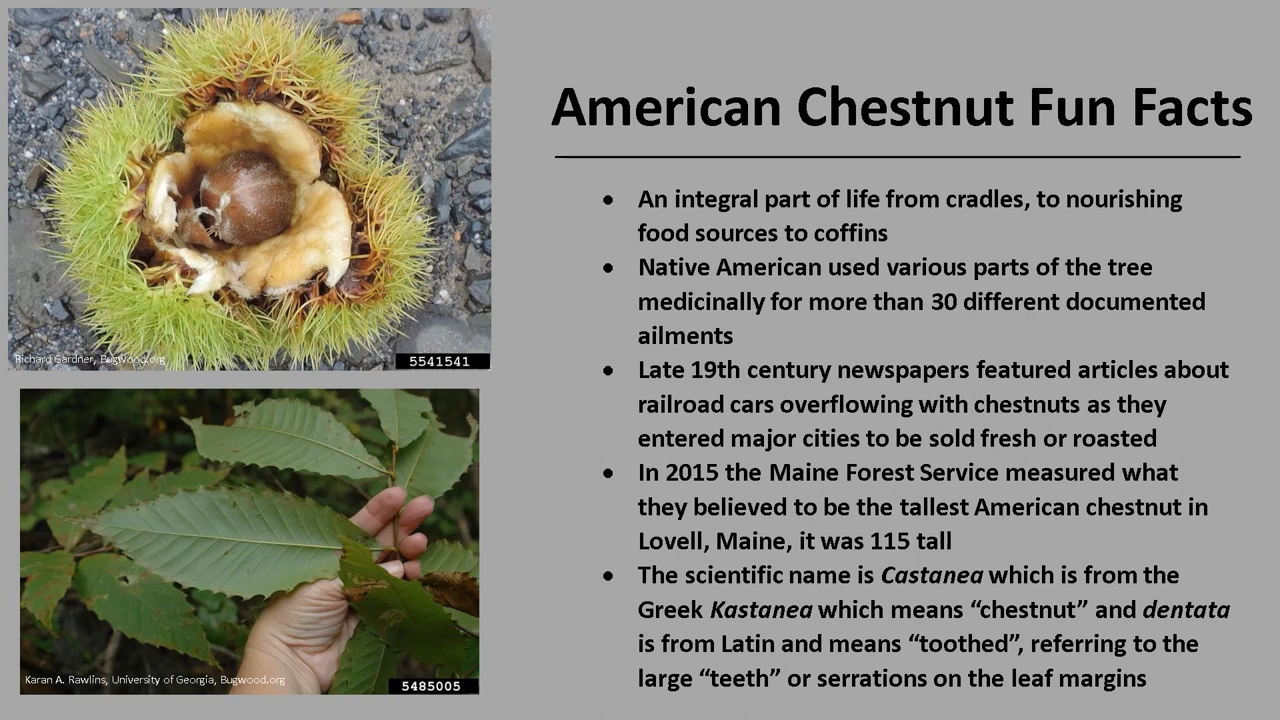 American Chestnut Fun Facts
• An integral part of life from cradles, to nourishing
food sources to coffins
• Native American used various parts of the tree
medicinally for more than 30 different documented
ailments
• Late 19th century newspapers featured articles about
railroad cars overflowing with chestnuts as they
entered major cities to be sold fresh or roasted
• In 2015 the Maine Forest Service measured what
they believed to be the tallest American chestnut in
Lovell, Maine, it was 115 tall
• The scientific name is Castanea which is from the
Greek Kastanea which means “chestnut” and dentata
is from Latin and means “toothed”, referring to the
large “teeth” or serrations on the leaf margins
Richard Gardner, Bugwood.org
5541541
Karan A. Rawlins, University of Georgia, Bugwood.org
5485005